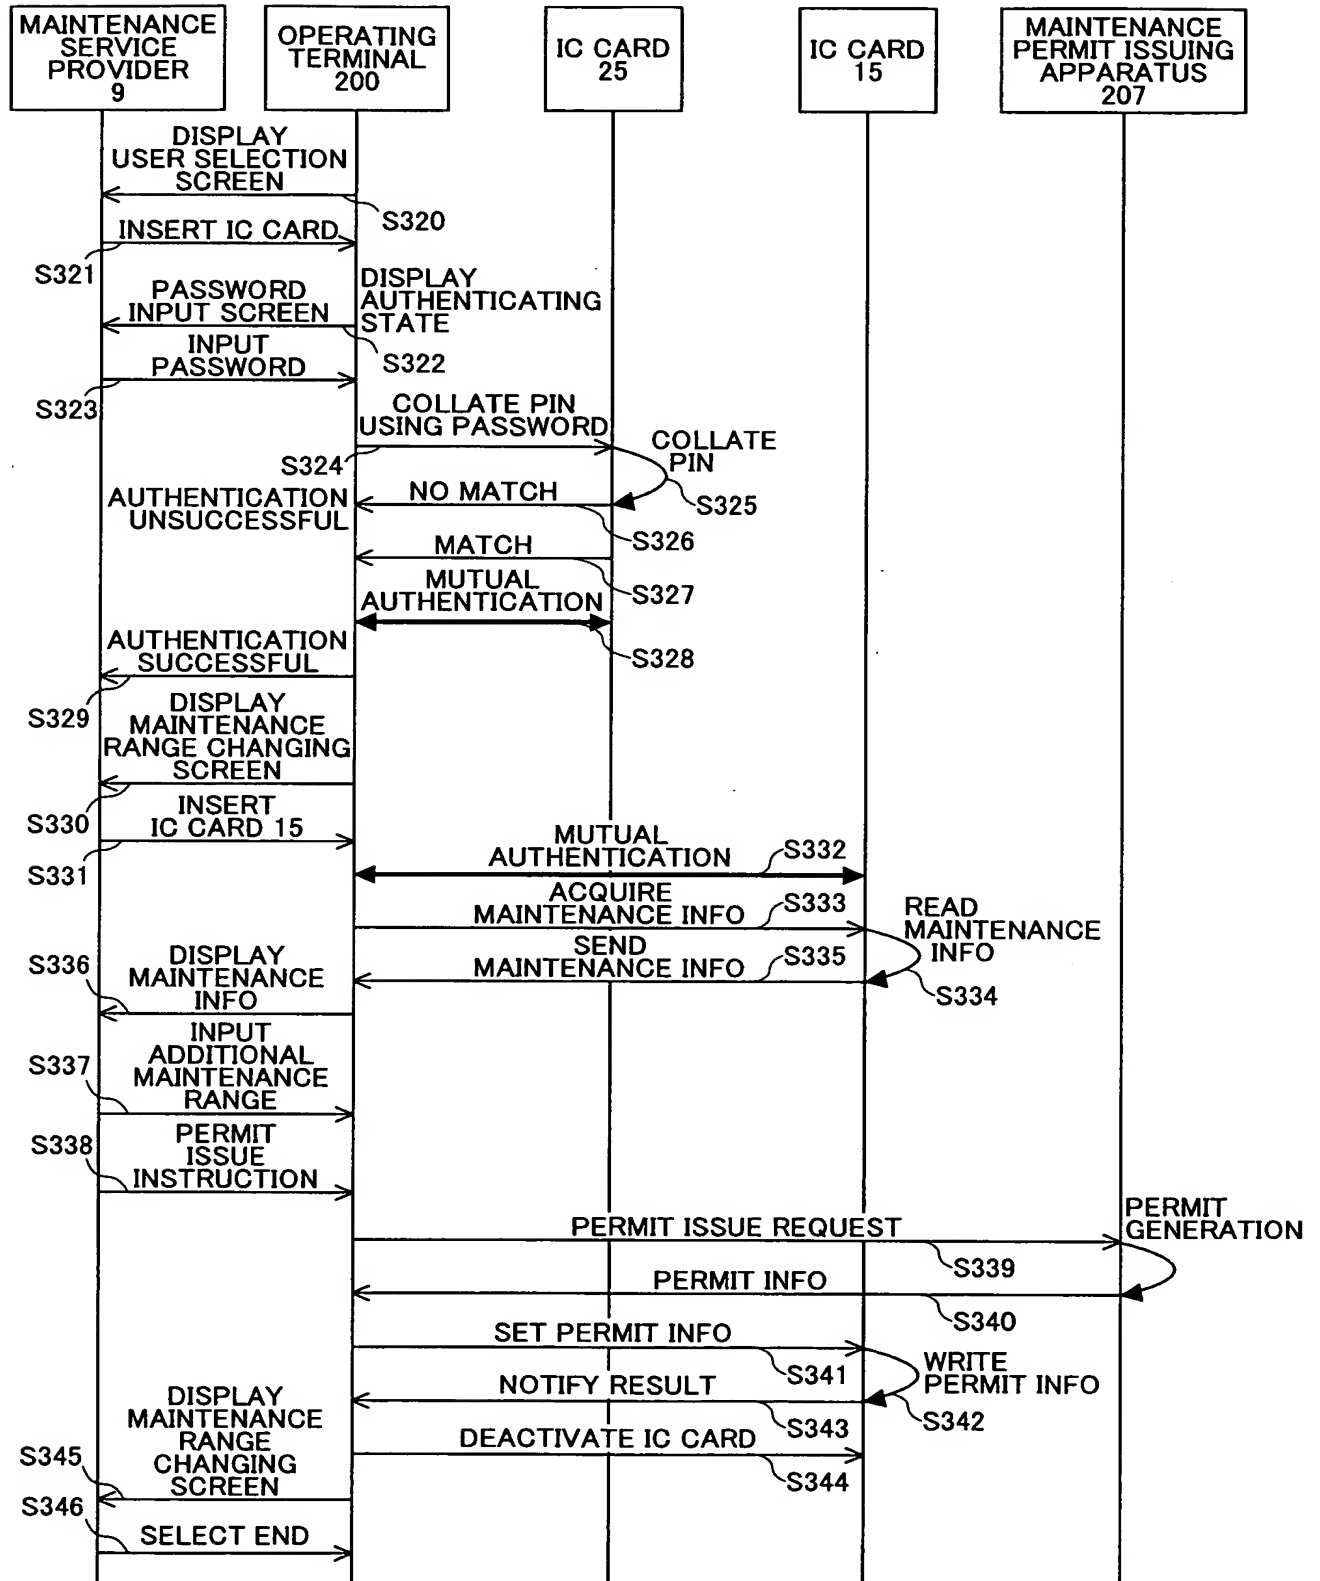 MAINTENANCE
SERVICE
PROVIDER
9
OPERATING
TERMINAL
200
IC CARD
25
IC CARD
15
MAINTENANCE
PERMIT ISSUING
APPARATUS
207
DISPLAY
USER SELECTION
SCREEN
S320
INSERT IC CARD
S321
PASSWORD
INPUT SCREEN
DISPLAY
AUTHENTICATING
STATE
S322
INPUT
PASSWORD
S323
COLLATE PIN
USING PASSWORD
S324
COLLATE
PIN
S325
NO MATCH
AUTHENTICATION
UNSUCCESSFUL
S326
MATCH
S327
MUTUAL
AUTHENTICATION
S328
AUTHENTICATION
SUCCESSFUL
S329
DISPLAY
MAINTENANCE
RANGE CHANGING
SCREEN
S330
INSERT
IC CARD 15
S331
MUTUAL
AUTHENTICATION
S332
ACQUIRE
MAINTENANCE INFO
S333
READ
MAINTENANCE
INFO
S334
SEND
MAINTENANCE INFO
S335
S336
DISPLAY
MAINTENANCE
INFO
S337
INPUT
ADDITIONAL
MAINTENANCE
RANGE
S338
PERMIT
ISSUE
INSTRUCTION
PERMIT ISSUE REQUEST
S339
PERMIT
GENERATION
PERMIT INFO
S340
SET PERMIT INFO
S341
WRITE
PERMIT INFO
S342
NOTIFY RESULT
S343
DEACTIVATE IC CARD
S344
DISPLAY
MAINTENANCE
RANGE
CHANGING
SCREEN
S345
S346
SELECT END